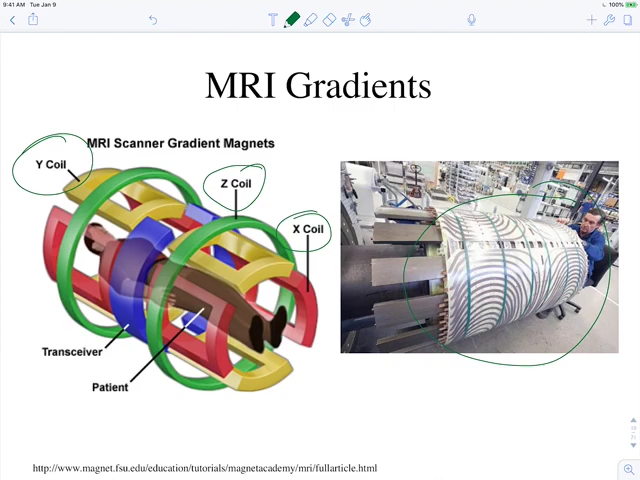 9:41 AM Tue Jan 9
100%
MRI Gradients
MRI Scanner Gradient Magnets
Y Coil
Z Coil
X Coil
Transceiver
Patient
http://www.magnet.fsu.edu/education/tutorials/magnetacademy/mri/fullarticle.html